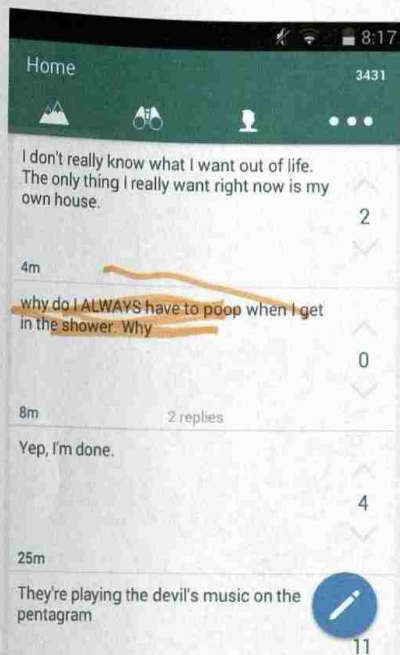 8:17
Home
3431
I don't really know what I want out of life.
The only thing I really want right now is my
own house.
2
4m
why do I ALWAYS have to poop when I get
in the shower. Why
0
8m
2 replies
Yep, I'm done.
4
25m
They're playing the devil's music on the
pentagram
11